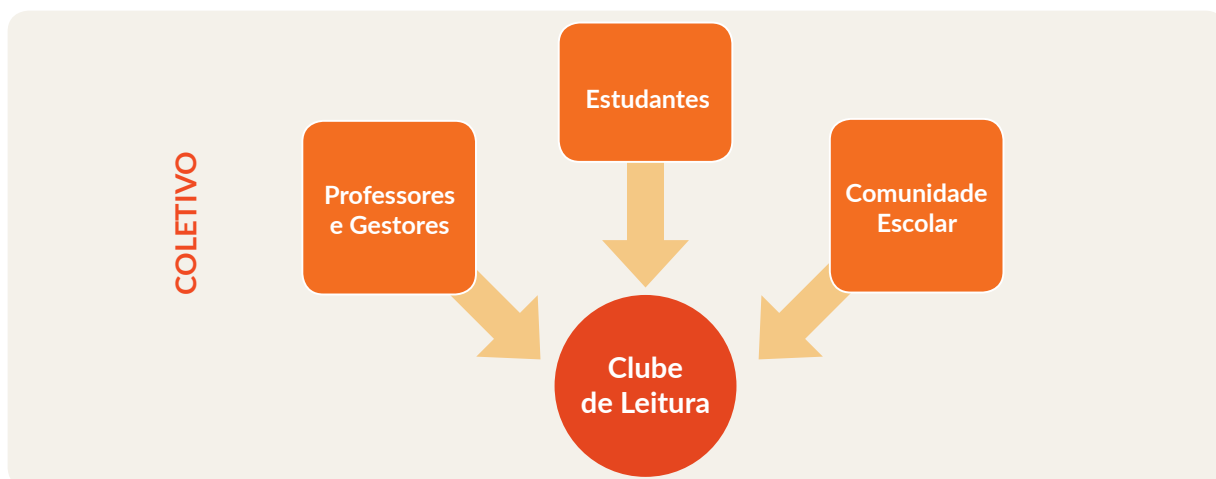 COLETIVO
Estudantes
Professores
e Gestores
Comunidade
Escolar
Clube
de Leitura